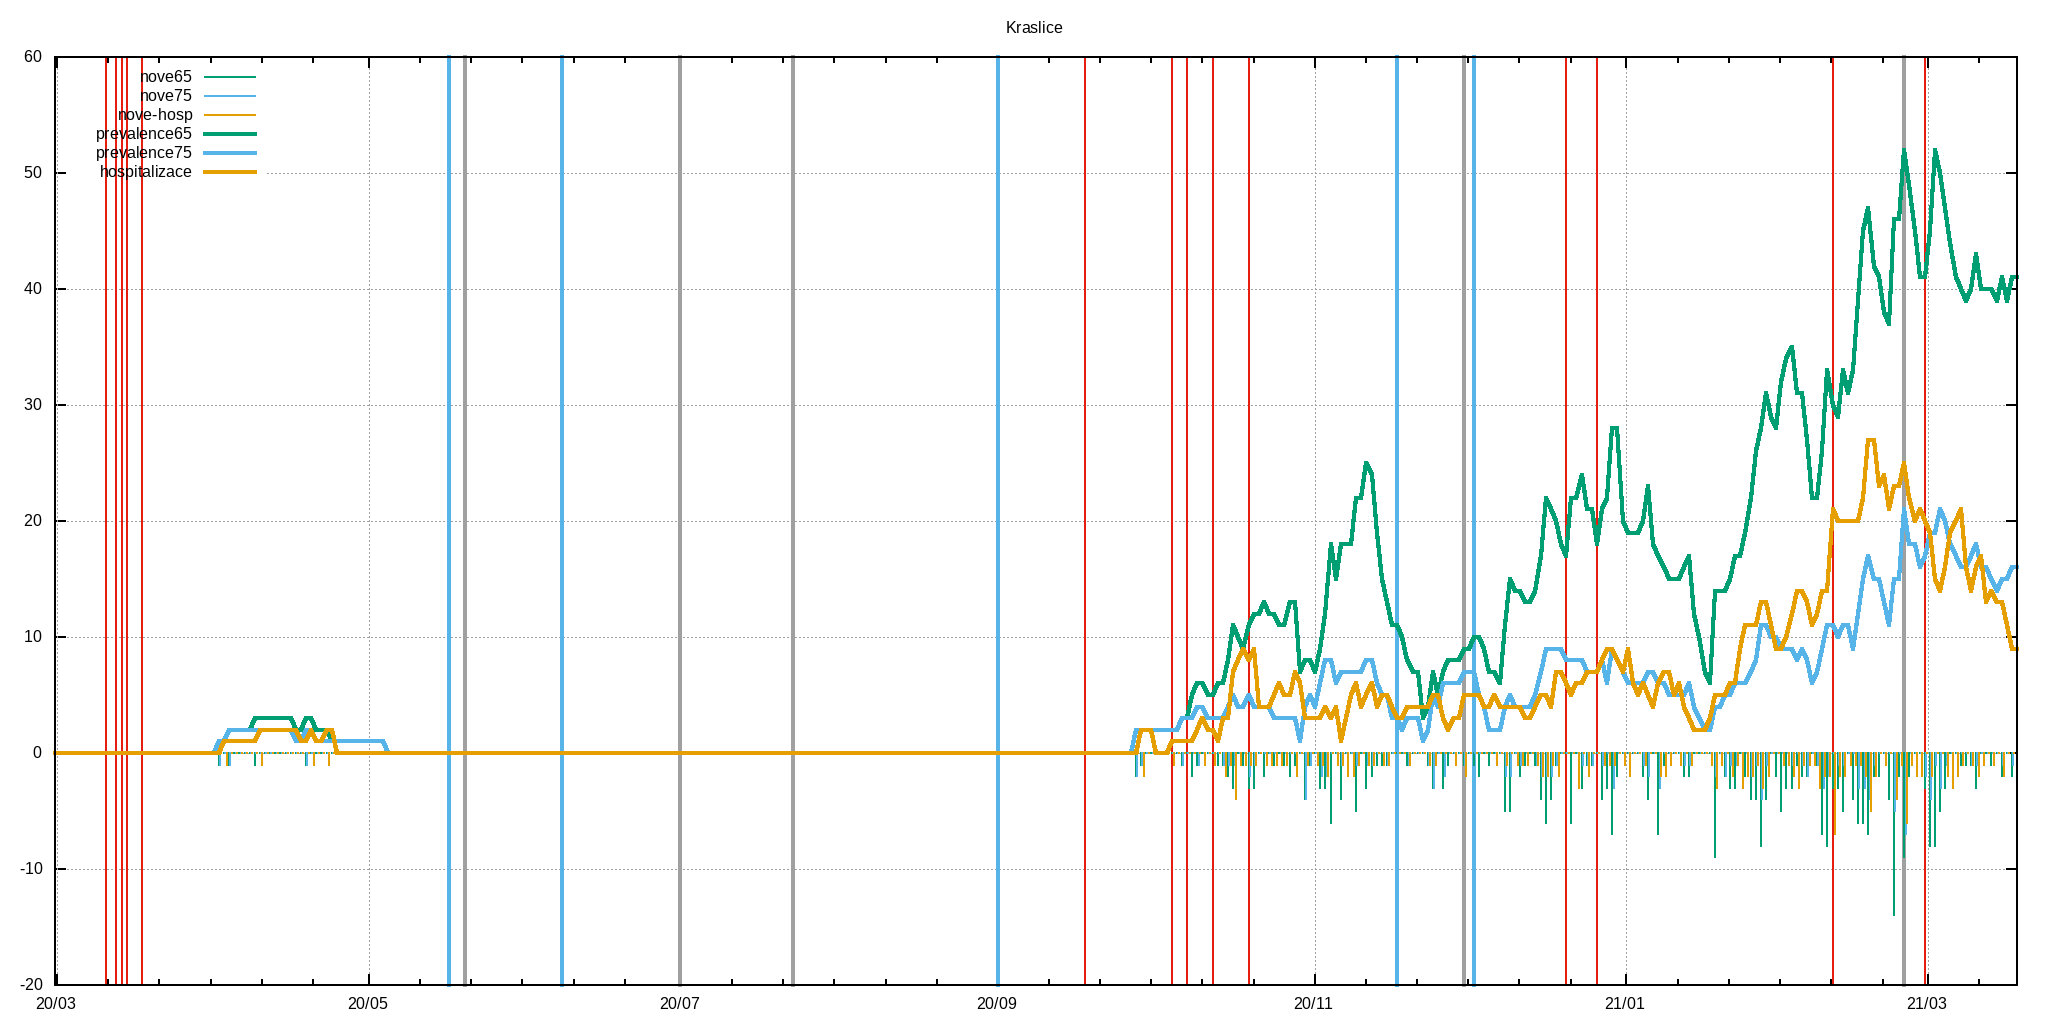 Kraslice
60
nove65
nove75
nove-hosp
prevalence65
prevalence75
hospitalizace
50
40
30
20
10
0
-10
-20
20/03 20/05 20/07 20/09 20/11 21/01 21/03